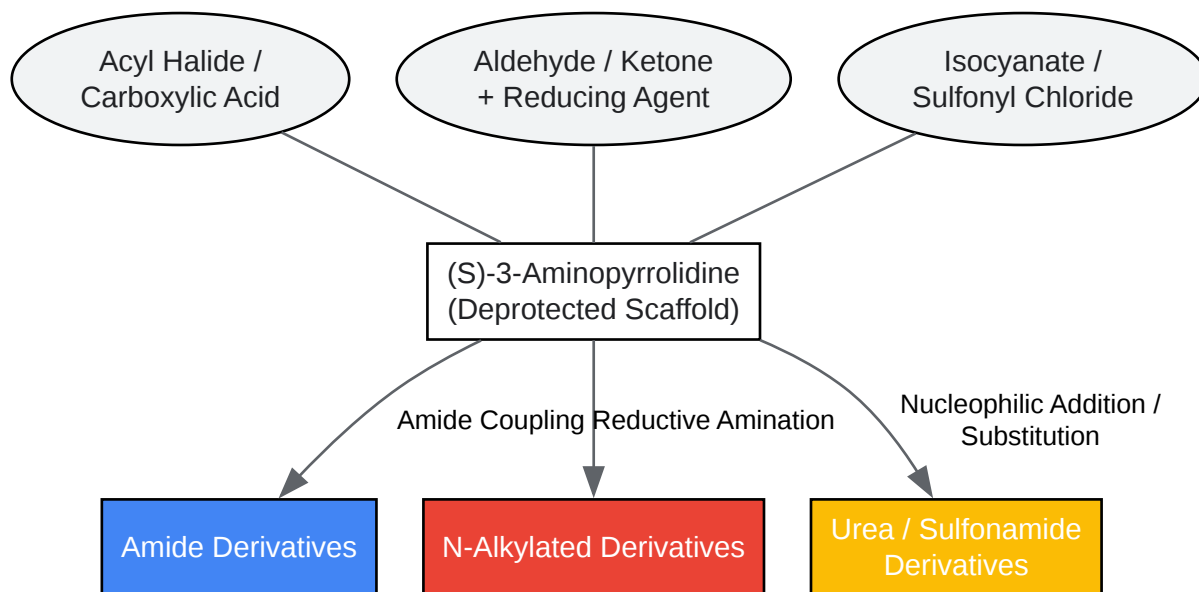 Acyl Halide /
Carboxylic Acid
Aldehyde / Ketone
+ Reducing Agent
Isocyanate /
Sulfonyl Chloride
(S)-3-Aminopyrrolidine
(Deprotected Scaffold)
Amide Coupling
Reductive Amination
Nucleophilic Addition /
Substitution
Amide Derivatives
N-Alkylated Derivatives
Urea / Sulfonamide
Derivatives